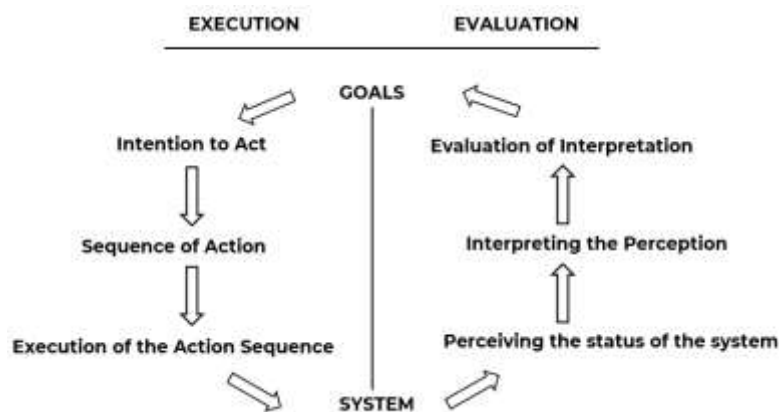 EXECUTION
EVALUATION
GOALS
Intention to Act
Evaluation of Interpretation
Sequence of Action
Interpreting the Perception
Execution of the Action Sequence
Perceiving the status of the system
SYSTEM